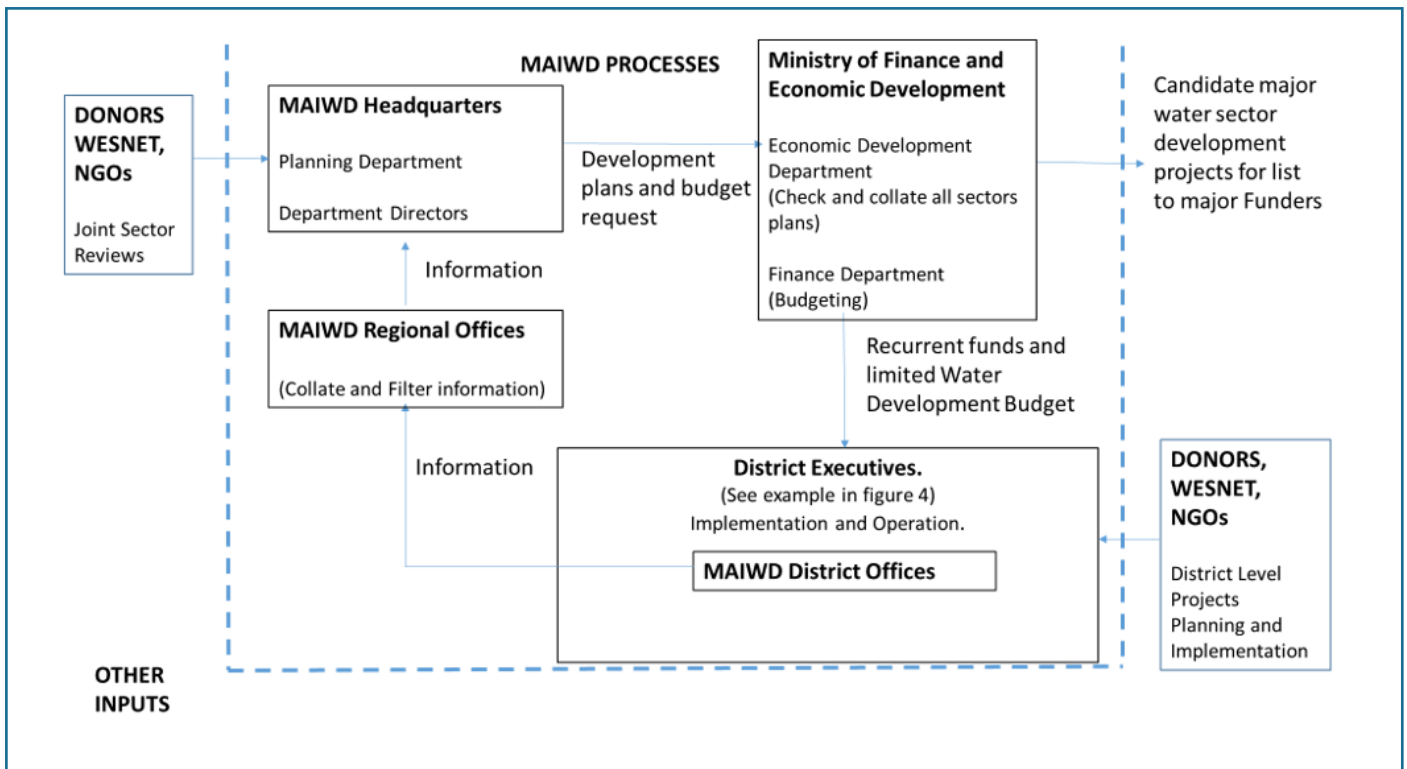 MAIWD PROCESSES
DONORS
WESNET,
NGOs
Joint Sector
Reviews
MAIWD Headquarters
Planning Department
Department Directors
Development
plans and budget
request
Ministry of Finance and
Economic Development
Economic Development
Department
(Check and collate all sectors
plans)
Finance Department
(Budgeting)
Candidate major
water sector
development
projects for list
to major Funders
Information
MAIWD Regional Offices
(Collate and Filter information)
Recurrent funds and
limited Water
Development Budget
Information
District Executives.
(See example in figure 4)
Implementation and Operation.
MAIWD District Offices
DONORS,
WESNET,
NGOs
District Level
Projects
Planning and
Implementation
OTHER
INPUTS